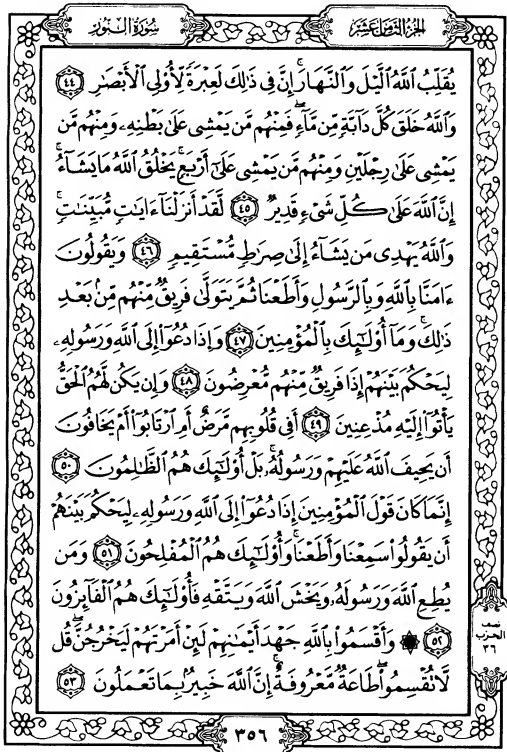 الجزء الثامن عشر
سورة النور
يُقَلِّبُ ٱللَّهُ ٱلَّيْلَ وَٱلنَّهَارَۚ إِنَّ فِى ذَٰلِكَ لَعِبْرَةً لِّأُو۟لِى ٱلْأَبْصَٰرِ ٤٤
وَٱللَّهُ خَلَقَ كُلَّ دَآبَّةٍ مِّن مَّآءٍۖ فَمِنْهُم مَّن يَمْشِى عَلَىٰ بَطْنِهِۦ وَمِنْهُم مَّن
يَمْشِى عَلَىٰ رِجْلَيْنِ وَمِنْهُم مَّن يَمْشِى عَلَىٰٓ أَرْبَعٍۚ يَخْلُقُ ٱللَّهُ مَا يَشَآءُۚ
إِنَّ ٱللَّهَ عَلَىٰ كُلِّ شَىْءٍ قَدِيرٌ ٤٥ لَّقَدْ أَنزَلْنَآ ءَايَٰتٍ مُّبَيِّنَٰتٍۚ
وَٱللَّهُ يَهْدِى مَن يَشَآءُ إِلَىٰ صِرَٰطٍ مُّسْتَقِيمٍ ٤٦ وَيَقُولُونَ
ءَامَنَّا بِٱللَّهِ وَبِٱلرَّسُولِ وَأَطَعْنَا ثُمَّ يَتَوَلَّىٰ فَرِيقٌ مِّنْهُم مِّنۢ بَعْدِ
ذَٰلِكَۚ وَمَآ أُو۟لَٰٓئِكَ بِٱلْمُؤْمِنِينَ ٤٧ وَإِذَا دُعُوٓا۟ إِلَى ٱللَّهِ وَرَسُولِهِۦ
لِيَحْكُمَ بَيْنَهُمْ إِذَا فَرِيقٌ مِّنْهُم مُّعْرِضُونَ ٤٨ وَإِن يَكُن لَّهُمُ ٱلْحَقُّ
يَأْتُوٓا۟ إِلَيْهِ مُذْعِنِينَ ٤٩ أَفِى قُلُوبِهِم مَّرَضٌ أَمِ ٱرْتَابُوٓا۟ أَمْ يَخَافُونَ
أَن يَحِيفَ ٱللَّهُ عَلَيْهِمْ وَرَسُولُهُۥۚ بَلْ أُو۟لَٰٓئِكَ هُمُ ٱلظَّٰلِمُونَ ٥٠
إِنَّمَا كَانَ قَوْلَ ٱلْمُؤْمِنِينَ إِذَا دُعُوٓا۟ إِلَى ٱللَّهِ وَرَسُولِهِۦ لِيَحْكُمَ بَيْنَهُمْ
أَن يَقُولُوا۟ سَمِعْنَا وَأَطَعْنَاۚ وَأُو۟لَٰٓئِكَ هُمُ ٱلْمُفْلِحُونَ ٥١ وَمَن
يُطِعِ ٱللَّهَ وَرَسُولَهُۥ وَيَخْشَ ٱللَّهَ وَيَتَّقْهِ فَأُو۟لَٰٓئِكَ هُمُ ٱلْفَآئِزُونَ
٥٢ ۞ وَأَقْسَمُوا۟ بِٱللَّهِ جَهْدَ أَيْمَٰنِهِمْ لَئِنْ أَمَرْتَهُمْ لَيَخْرُجُنَّۖ قُل
لَّا تُقْسِمُوا۟ۖ طَاعَةٌ مَّعْرُوفَةٌۚ إِنَّ ٱللَّهَ خَبِيرٌۢ بِمَا تَعْمَلُونَ ٥٣
نصف
الحزب
٣٦
٣٥٦